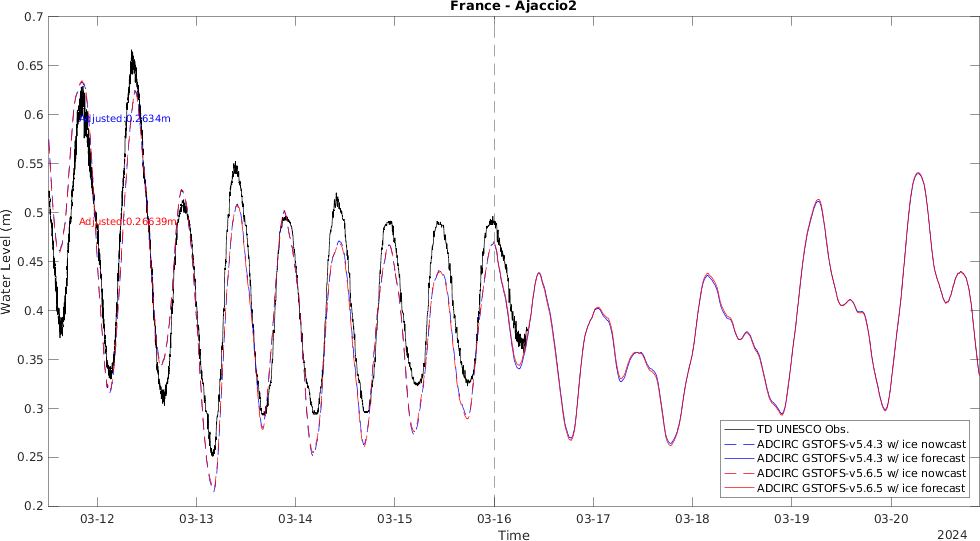 France - Ajaccio2
0.7
0.65
0.6
0.55
0.5
0.45
0.4
0.35
0.3
0.25
0.2
Water Level (m)
Adjusted:0.2634m
Adjusted:0.26639m
TD UNESCO Obs.
ADCIRC GSTOFS-v5.4.3 w/ ice nowcast
ADCIRC GSTOFS-v5.4.3 w/ ice forecast
ADCIRC GSTOFS-v5.6.5 w/ ice nowcast
ADCIRC GSTOFS-v5.6.5 w/ ice forecast
03-12 03-13 03-14 03-15 03-16 03-17 03-18 03-19 03-20
Time
2024